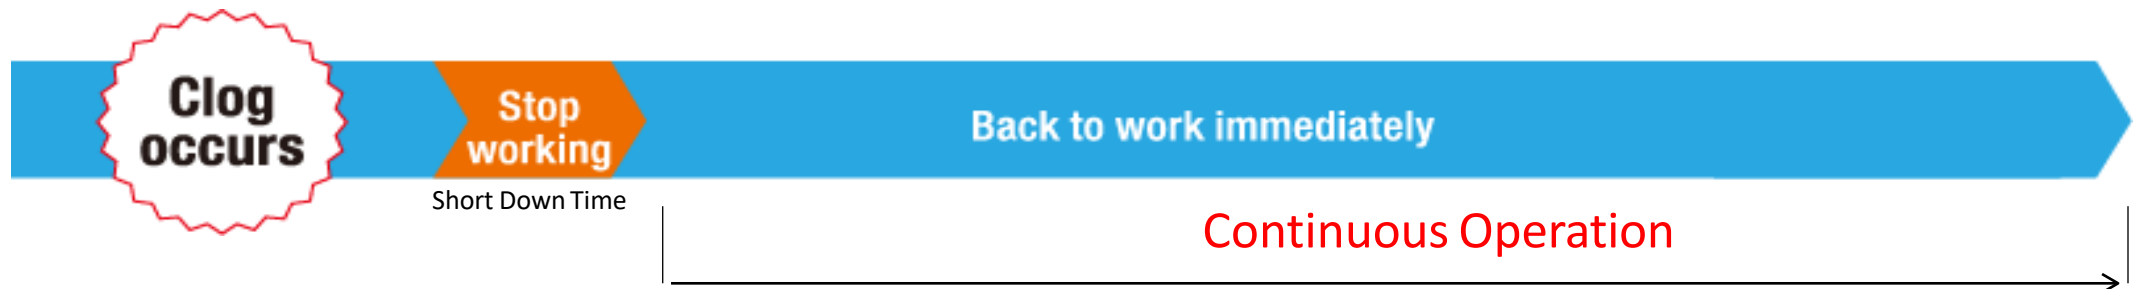 Clog
occurs
Stop
working
Back to work immediately
Short Down Time
Continuous Operation